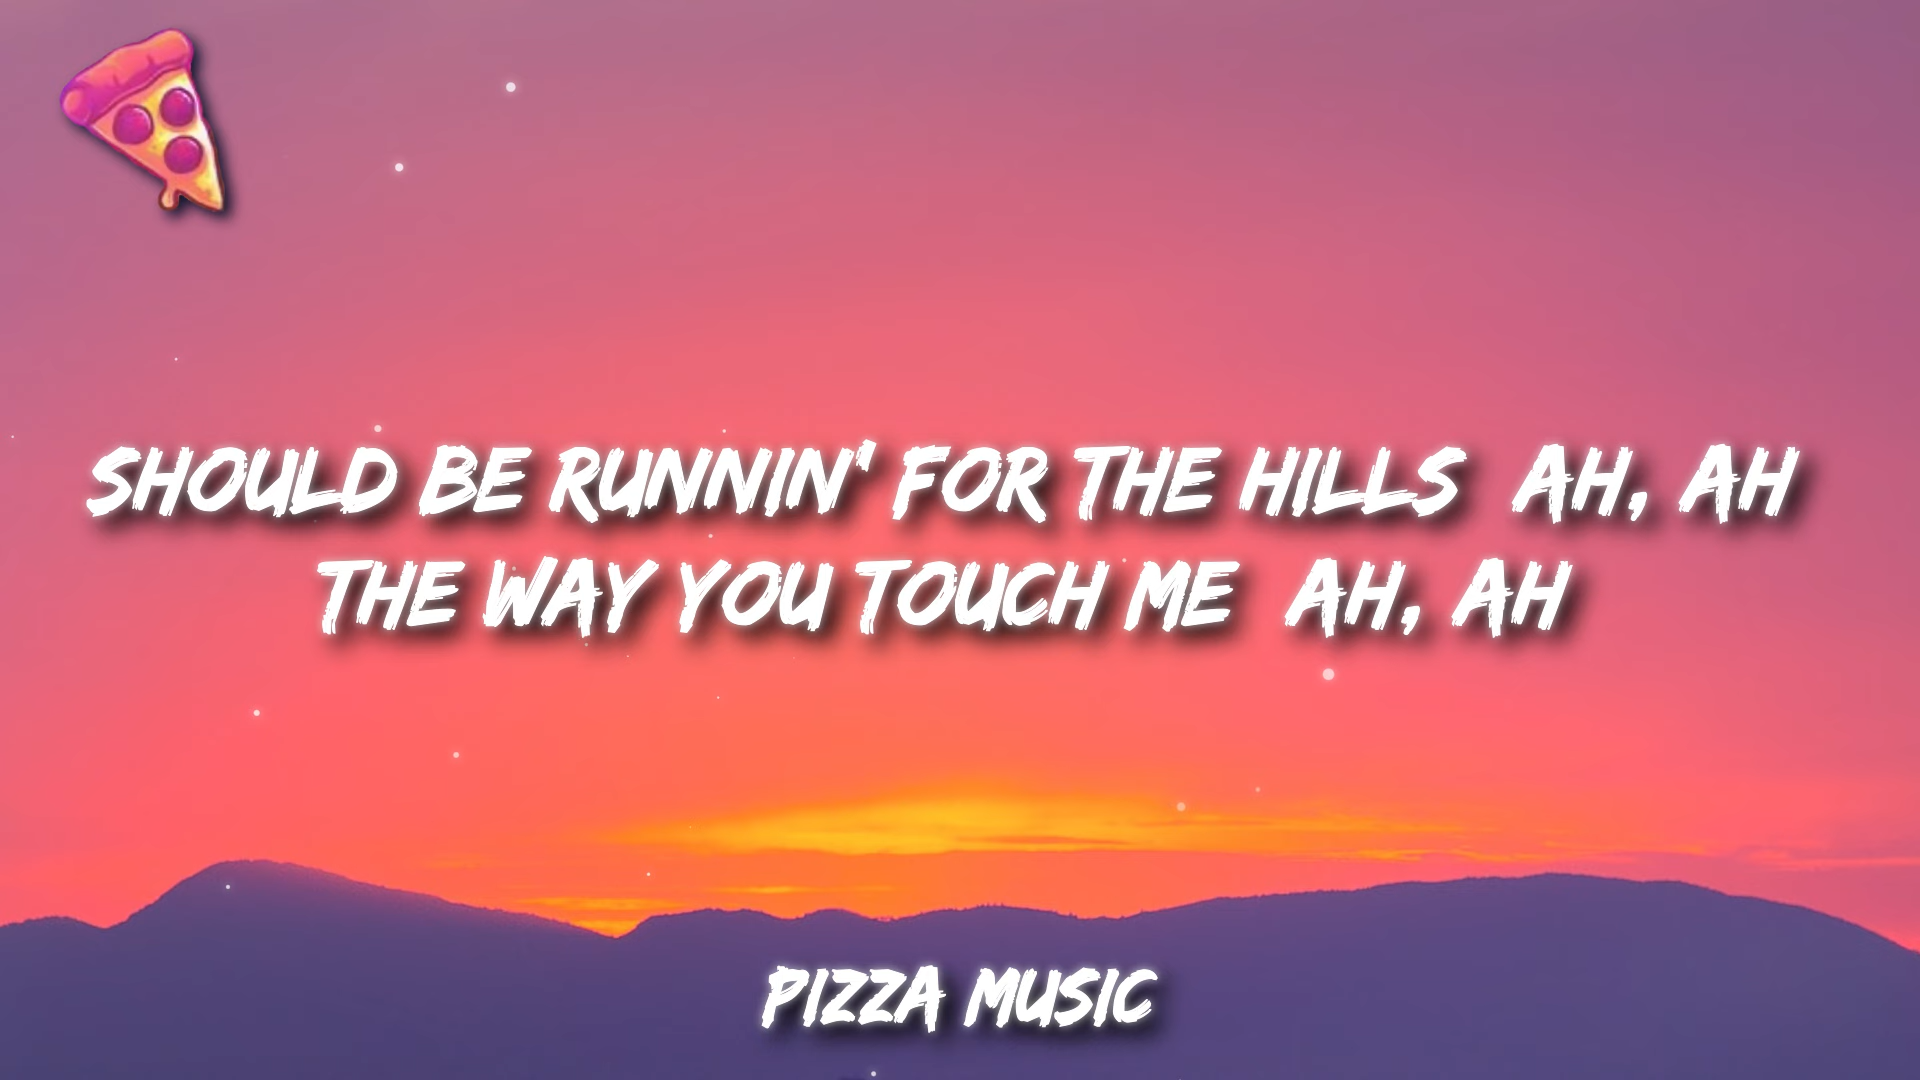 SHOULD BE RUNNIN' FOR THE HILLS  AH, AH
THE WAY YOU TOUCH ME  AH, AH
PIZZA MUSIC